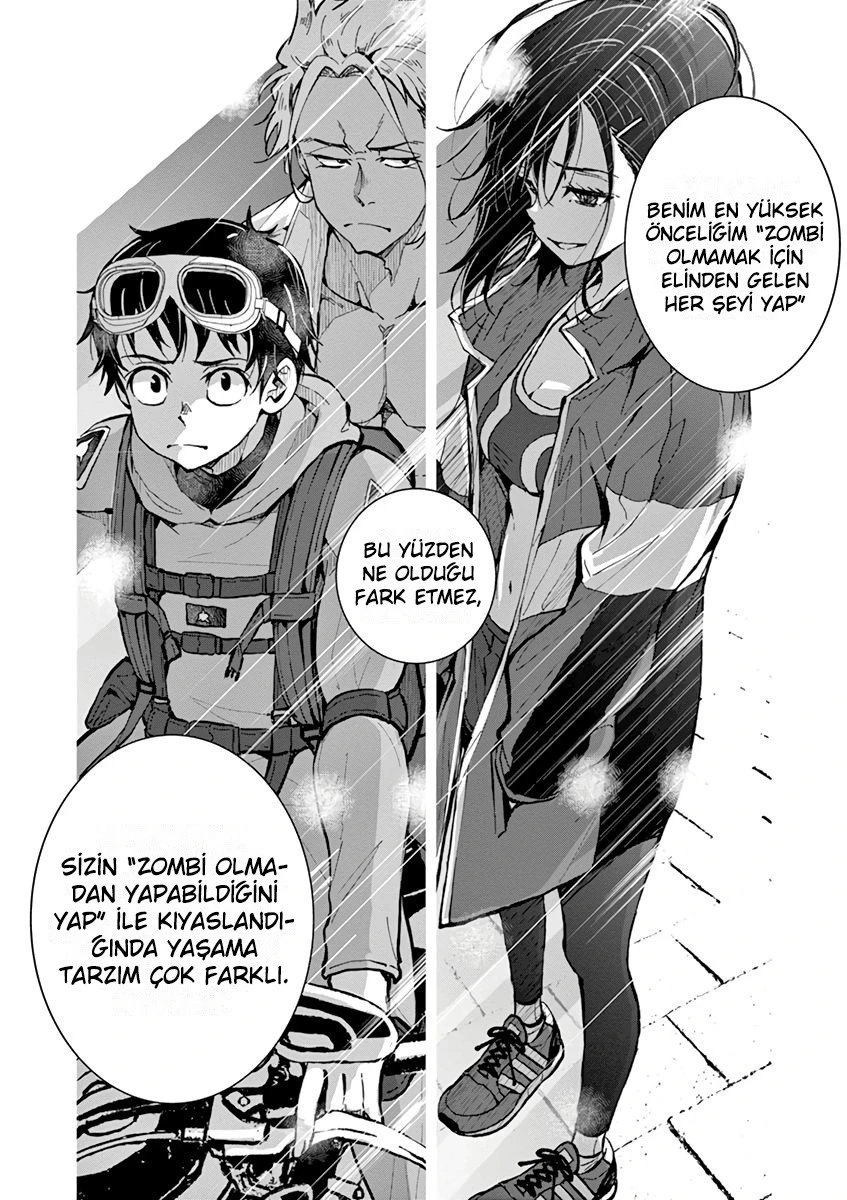 BENİM EN YÜKSEK
ÖNCELİĞİM "ZOMBİ
OLMAMAK İÇİN
ELİNDEN GELEN
HER ŞEYİ YAP"
BU YÜZDEN
NE OLDUĞU
FARK ETMEZ,
SİZİN "ZOMBİ OLMA-
DAN YAPABİLDİĞİNİ
YAP" İLE KIYASLANDI-
ĞINDA YAŞAMA
TARZIM ÇOK FARKLI.